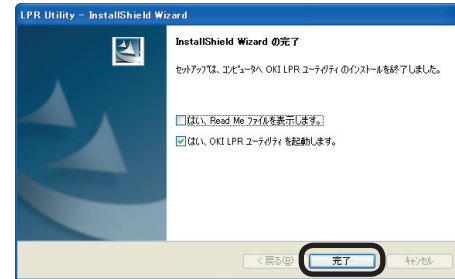 LPR Utility - InstallShield Wizard
InstallShield Wizard の完了
セットアップは、コンピュータへ OKI LPR ユーティリティ のインストールを終了しました。
はい、Read Me ファイルを表示します。
はい、OKI LPR ユーティリティ を起動します。
< 戻る(B)
完了
キャンセル